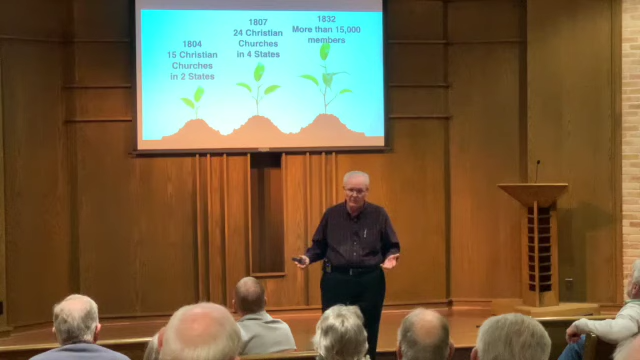 1804
15 Christian
Churches
in 2 States
1807
24 Christian
Churches
in 4 States
1832
More than 15,000
members